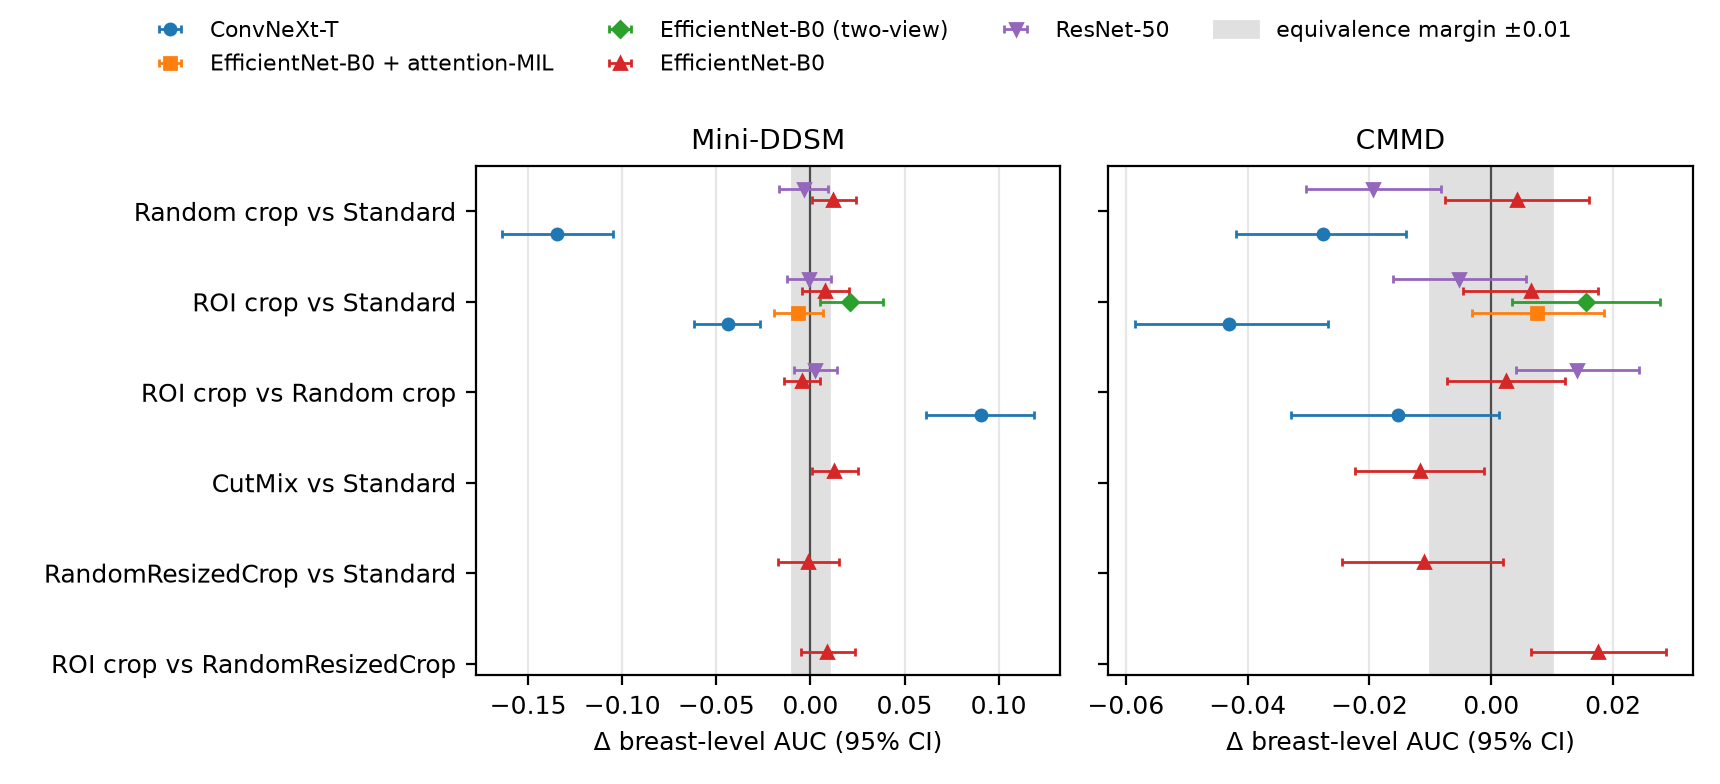 ConvNeXt-T
EfficientNet-B0 + attention-MIL
EfficientNet-B0 (two-view)
EfficientNet-B0
ResNet-50
equivalence margin ±0.01
Mini-DDSM
CMMD
Random crop vs Standard
ROI crop vs Standard
ROI crop vs Random crop
CutMix vs Standard
RandomResizedCrop vs Standard
ROI crop vs RandomResizedCrop
−0.15 −0.10 −0.05 0.00 0.05 0.10
−0.06 −0.04 −0.02 0.00 0.02
Δ breast-level AUC (95% CI)
Δ breast-level AUC (95% CI)